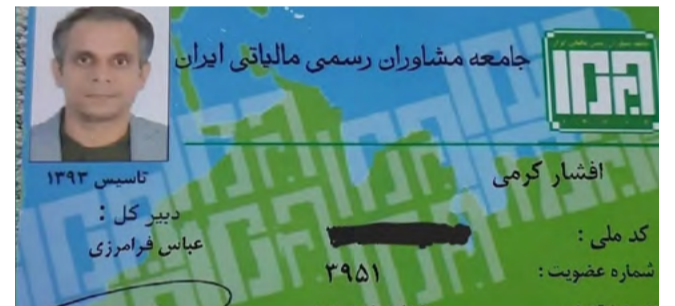 جامعه مشاوران رسمی مالیاتی ایران
تاسیس ۱۳۹۳
افشار کرمی
دبیر کل :
عباس فرامرزی
کد ملی :
شماره عضویت :
۳۹۵۱